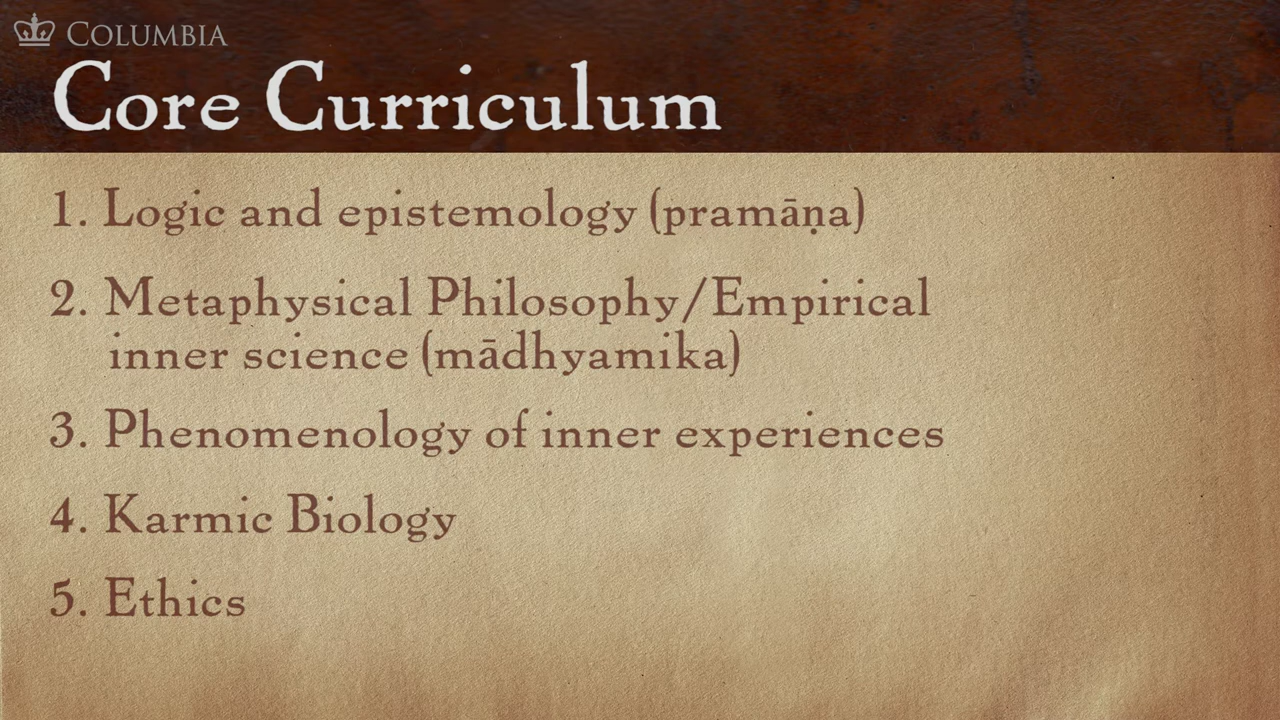 COLUMBIA
Core Curriculum
1. Logic and epistemology (pramāṇa)
2. Metaphysical Philosophy/Empirical
inner science (mādhyamika)
3. Phenomenology of inner experiences
4. Karmic Biology
5. Ethics